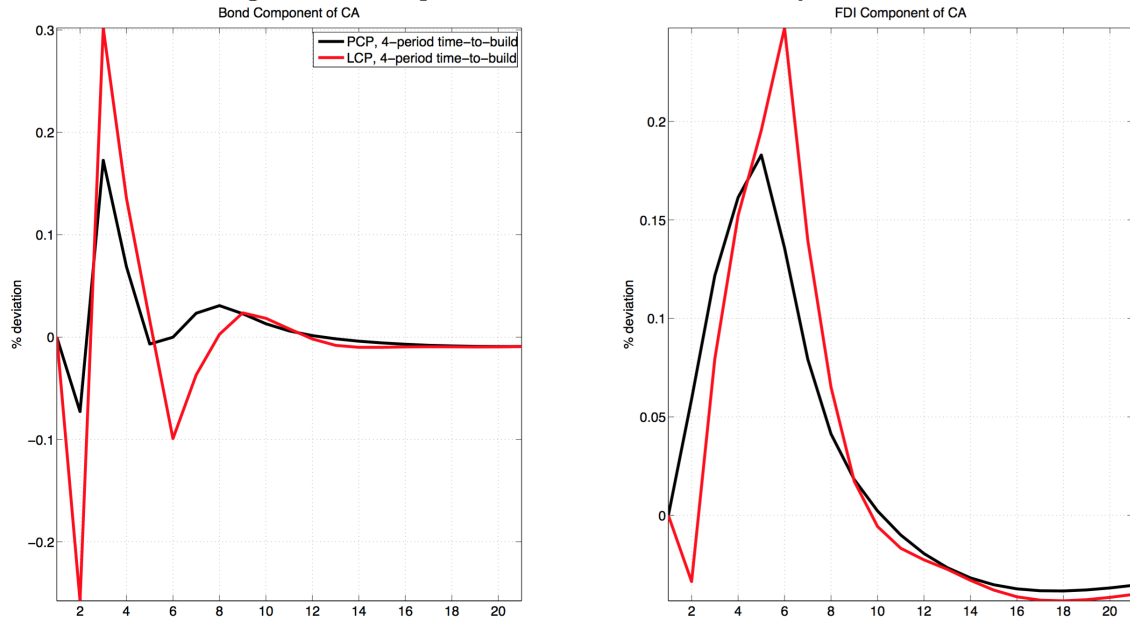 Bond Component of CA
FDI Component of CA
0.3
0.2
0.1
0
−0.1
−0.2
% deviation
PCP, 4−period time−to−build
LCP, 4−period time−to−build
2 4 6 8 10 12 14 16 18 20
0.2
0.15
0.1
0.05
0
% deviation
2 4 6 8 10 12 14 16 18 20